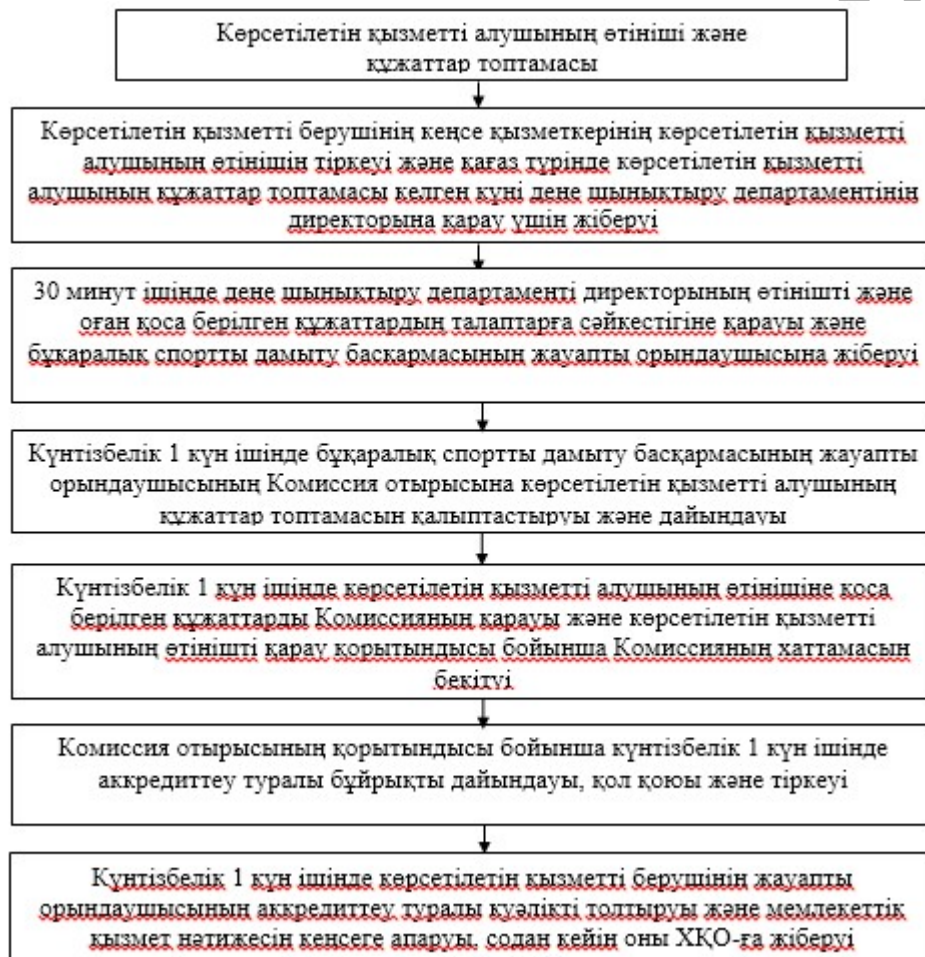 Көрсетілетін қызметті алушының өтініші және
құжаттар топтамасы
Көрсетілетін қызметті берушінің кеңсе қызметкерінің көрсетілетін қызметті
алушының өтінішін тіркеуі және қағаз түрінде көрсетілетін қызметті
алушының құжаттар топтамасы келген күні дене шынықтыру департаментінің
директорына қарау үшін жіберуі
30 минут ішінде дене шынықтыру департаменті директорының өтінішті және
оған қоса берілген құжаттардың талаптарға сәйкестігіне қарауы және
бұқаралық спортты дамыту басқармасының жауапты орындаушысына жіберуі
Күнтізбелік 1 күн ішінде бұқаралық спортты дамыту басқармасының жауапты
орындаушысының Комиссия отырысына көрсетілетін қызметті алушының
құжаттар топтамасын қалыптастыруы және дайындауы
Күнтізбелік 1 күн ішінде көрсетілетін қызметті алушының өтінішіне қоса
берілген құжаттарды Комиссияның қарауы және көрсетілетін қызметті
алушының өтінішті қарау қорытындысы бойынша Комиссияның хаттамасын
бекітуі
Комиссия отырысының қорытындысы бойынша күнтізбелік 1 күн ішінде
аккредиттеу туралы бұйрықты дайындауы, қол қоюы және тіркеуі
Күнтізбелік 1 күн ішінде көрсетілетін қызметті берушінің жауапты
орындаушысының аккредиттеу туралы куәлікті толтыруы және мемлекеттік
қызмет нәтижесін кеңсеге апаруы, содан кейін оны ХҚО-ға жіберуі